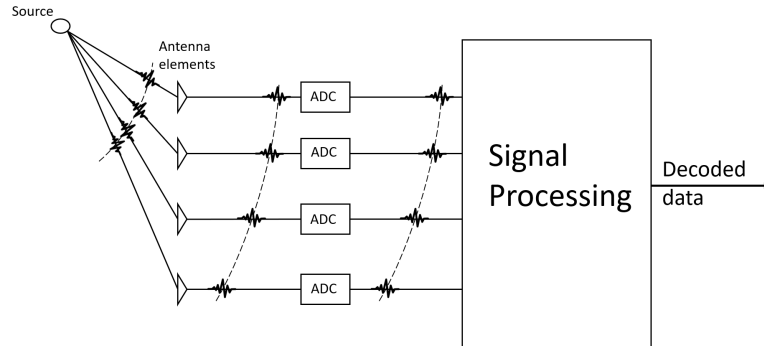 Source
Antenna
elements
ADC
ADC
ADC
ADC
Signal
Processing
Decoded
data